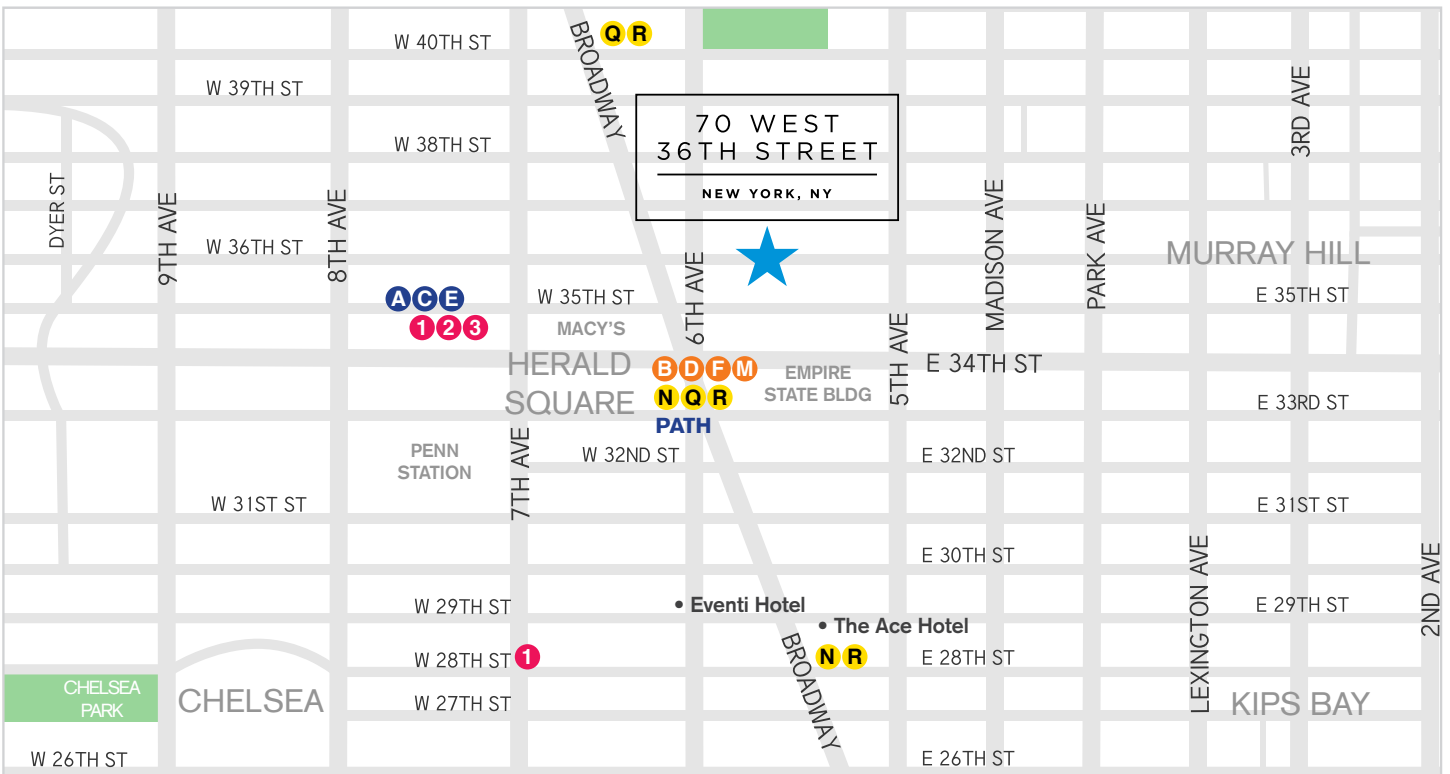 W 40TH ST
BROADWAY
Q R
W 39TH ST
70 WEST
36TH STREET
NEW YORK, NY
3RD AVE
W 38TH ST
DYER ST
9TH AVE
8TH AVE
W 36TH ST
6TH AVE
MADISON AVE
PARK AVE
MURRAY HILL
A C E
W 35TH ST
E 35TH ST
1 2 3
MACY'S
5TH AVE
HERALD
SQUARE
B D F M
N Q R
PATH
EMPIRE
STATE BLDG
E 34TH ST
E 33RD ST
PENN
STATION
7TH AVE
W 32ND ST
E 32ND ST
W 31ST ST
E 31ST ST
E 30TH ST
LEXINGTON AVE
2ND AVE
W 29TH ST
• Eventi Hotel
E 29TH ST
• The Ace Hotel
W 28TH ST
1
BROADWAY
N R
E 28TH ST
CHELSEA
PARK
CHELSEA
W 27TH ST
KIPS BAY
W 26TH ST
E 26TH ST